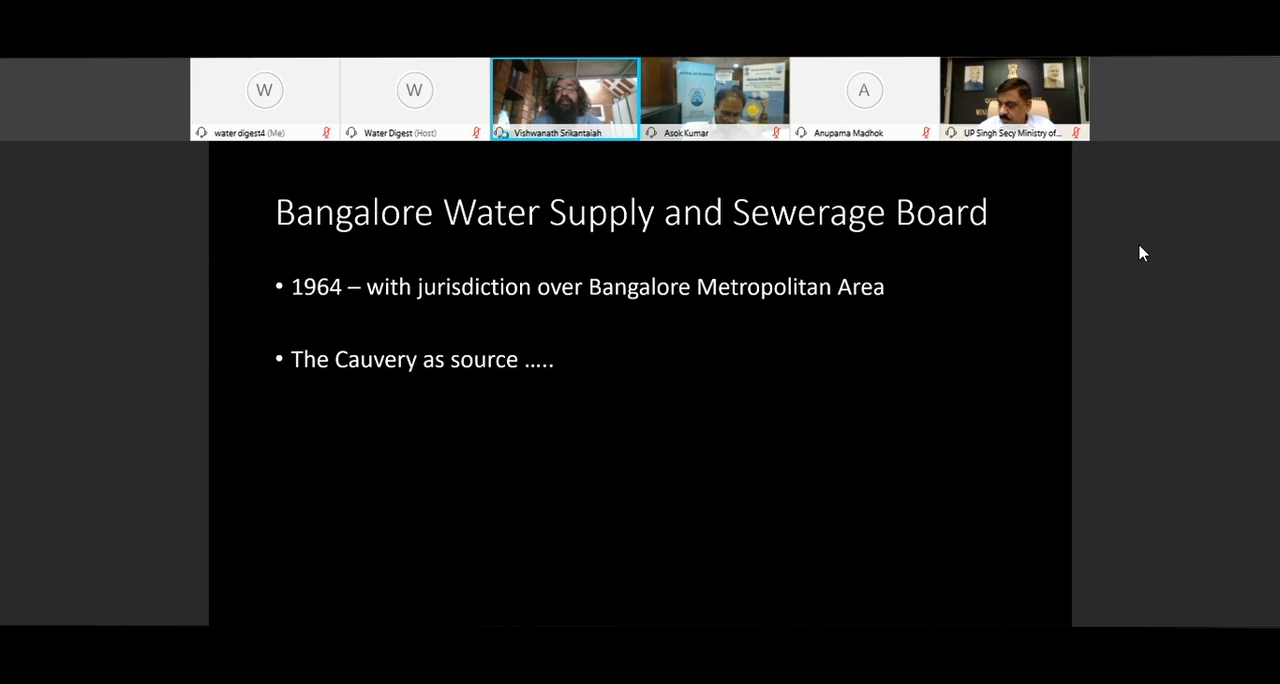 W
W
A
water digest4 (Me)
Water Digest (Host)
Vishwanath Srikantaiah
Asok Kumar
Anupama Madhok
UP Singh Secy Ministry of...
Bangalore Water Supply and Sewerage Board
• 1964 – with jurisdiction over Bangalore Metropolitan Area
• The Cauvery as source .....